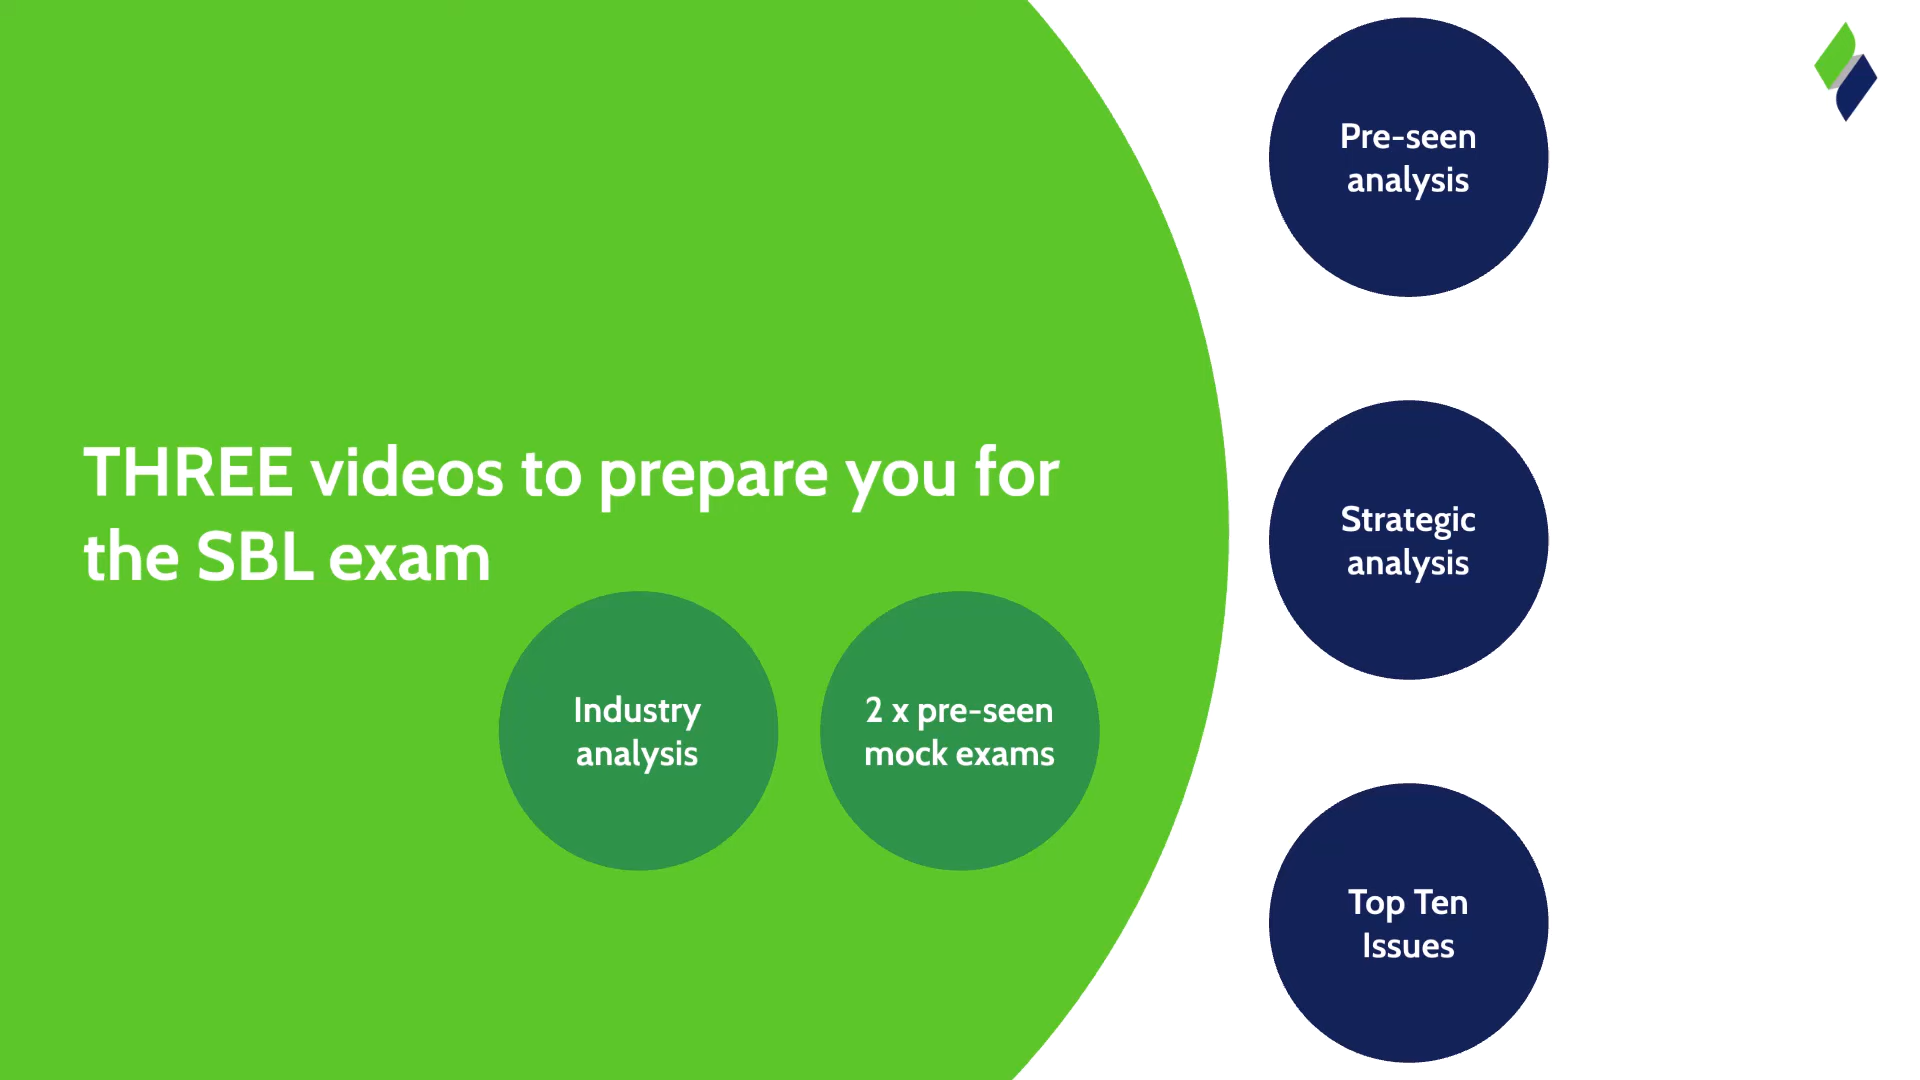 THREE videos to prepare you for
the SBL exam
Industry
analysis
2 x pre-seen
mock exams
Pre-seen
analysis
Strategic
analysis
Top Ten
Issues